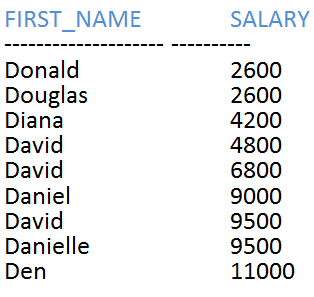 FIRST_NAME SALARY
-------------------- ----------
Donald 2600
Douglas 2600
Diana 4200
David 4800
David 6800
Daniel 9000
David 9500
Danielle 9500
Den 11000